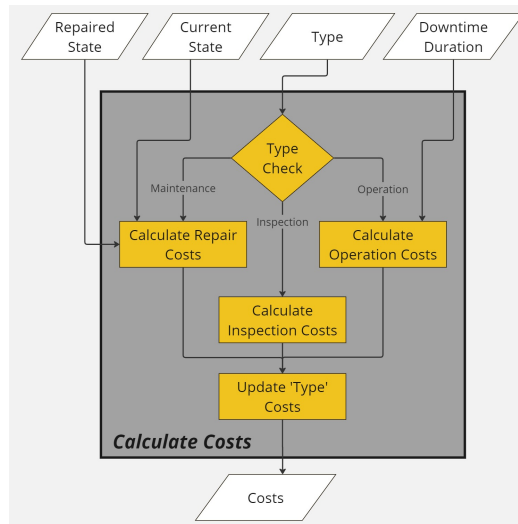 Repaired
State
Current
State
Type
Downtime
Duration
Type
Check
Maintenance
Inspection
Operation
Calculate Repair
Costs
Calculate
Operation Costs
Calculate
Inspection Costs
Update 'Type'
Costs
Calculate Costs
Costs